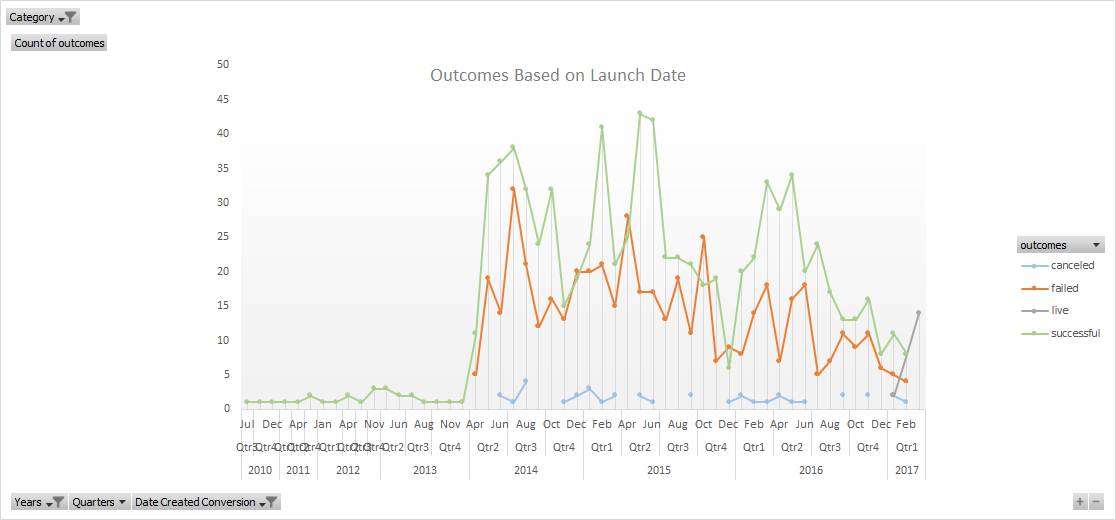 Category
Count of outcomes
Outcomes Based on Launch Date
50
45
40
35
30
25
20
15
10
5
0
outcomes
canceled
failed
live
successful
Jul Dec Apr Jan Apr Nov Jun Aug Nov Apr Jun Aug Oct Dec Feb Apr Jun Aug Oct Dec Feb Apr Jun Aug Oct Dec Feb
Qtr3 Qtr4 Qtr1 Qtr2 Qtr4 Qtr1 Qtr2 Qtr3 Qtr4 Qtr1 Qtr2 Qtr3 Qtr4 Qtr2 Qtr3 Qtr4 Qtr1 Qtr2 Qtr3 Qtr4 Qtr1 Qtr2 Qtr3 Qtr4 Qtr1
2010 2011 2012 2013 2014 2015 2016 2017
Years Quarters Date Created Conversion + −